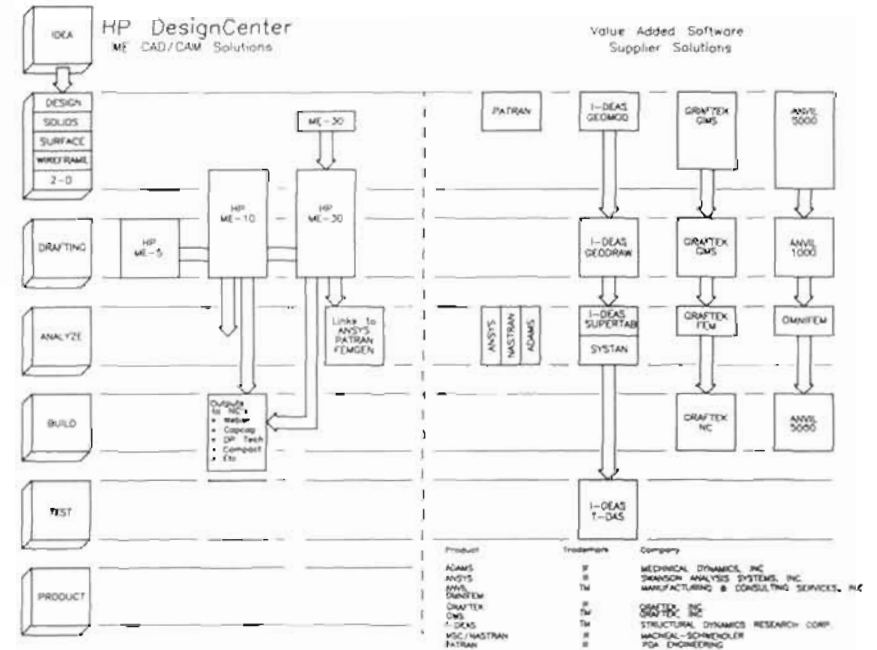 IDEA
HP DesignCenter
ME CAD/CAM Solutions
Value Added Software
Supplier Solutions
DESIGN
SOLIDS
SURFACE
WIREFRAME
2-D
ME-30
PATRAN
I-DEAS
GEOMOD
GRAFTEK
GMS
ANVIL
5000
HP
ME-10
HP
ME-30
DRAFTING
HP
ME-5
I-DEAS
GEODRAW
GRAFTEK
GMS
ANVIL
1000
ANALYZE
Links to
ANSYS
PATRAN
FEMGEN
ANSYS
NASTRAN
ADAMS
I-DEAS
SUPERTAB
SYSTAN
GRAFTEK
FEM
OMNIFEM
BUILD
Outputs
to NC's
• Weber
• Capcap
• DP Tech
• Compact
• Etc
GRAFTEK
NC
ANVIL
5000
TEST
I-DEAS
T-DAS
PRODUCT
Product Trademark Company
ADAMS MECHNICAL DYNAMICS, INC
ANSYS SWANSON ANALYSIS SYSTEMS, INC
ANVIL TM MANUFACTURING & CONSULTING SERVICES, INC
OMNIFEM
GRAFTEK GRAFTEK, INC
GMS TM GRAFTEK, INC
I-DEAS TM STRUCTURAL DYNAMICS RESEARCH CORP.
MSC/NASTRAN MACNEAL-SCHWENDLER
PATRAN PDA ENGINEERING